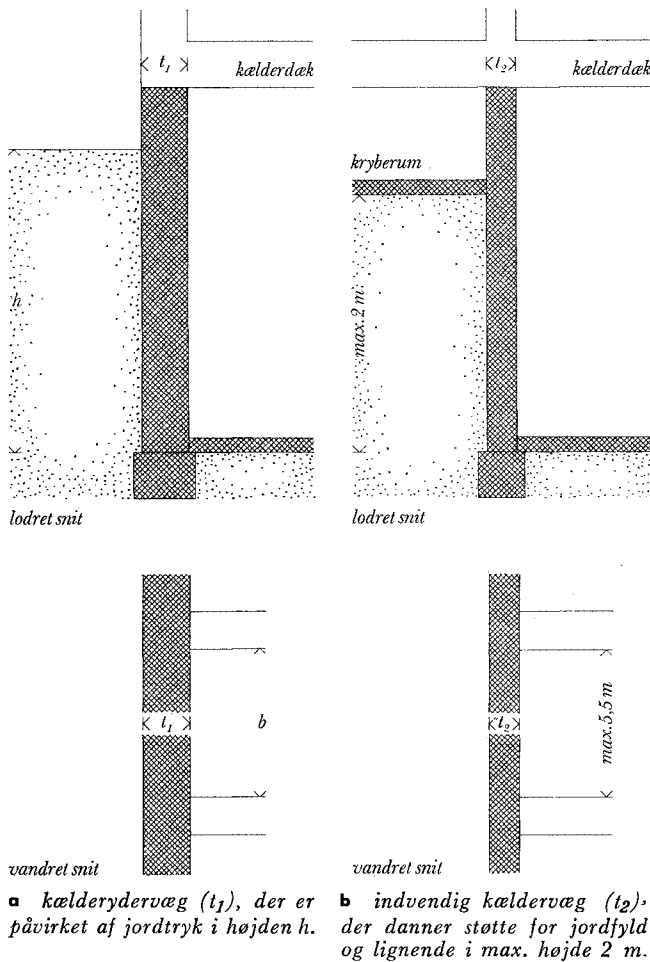 t₁
kælderdæk
h
lodret snit
t₂
kælderdæk
kryberum
max.2 m
lodret snit
t₁
b
vandret snit
t₂
max.5,5 m
vandret snit
a kælderydervæg (t₁), der er
påvirket af jordtryk i højden h.
b indvendig kældervæg (t₂),
der danner støtte for jordfyld
og lignende i max. højde 2 m.